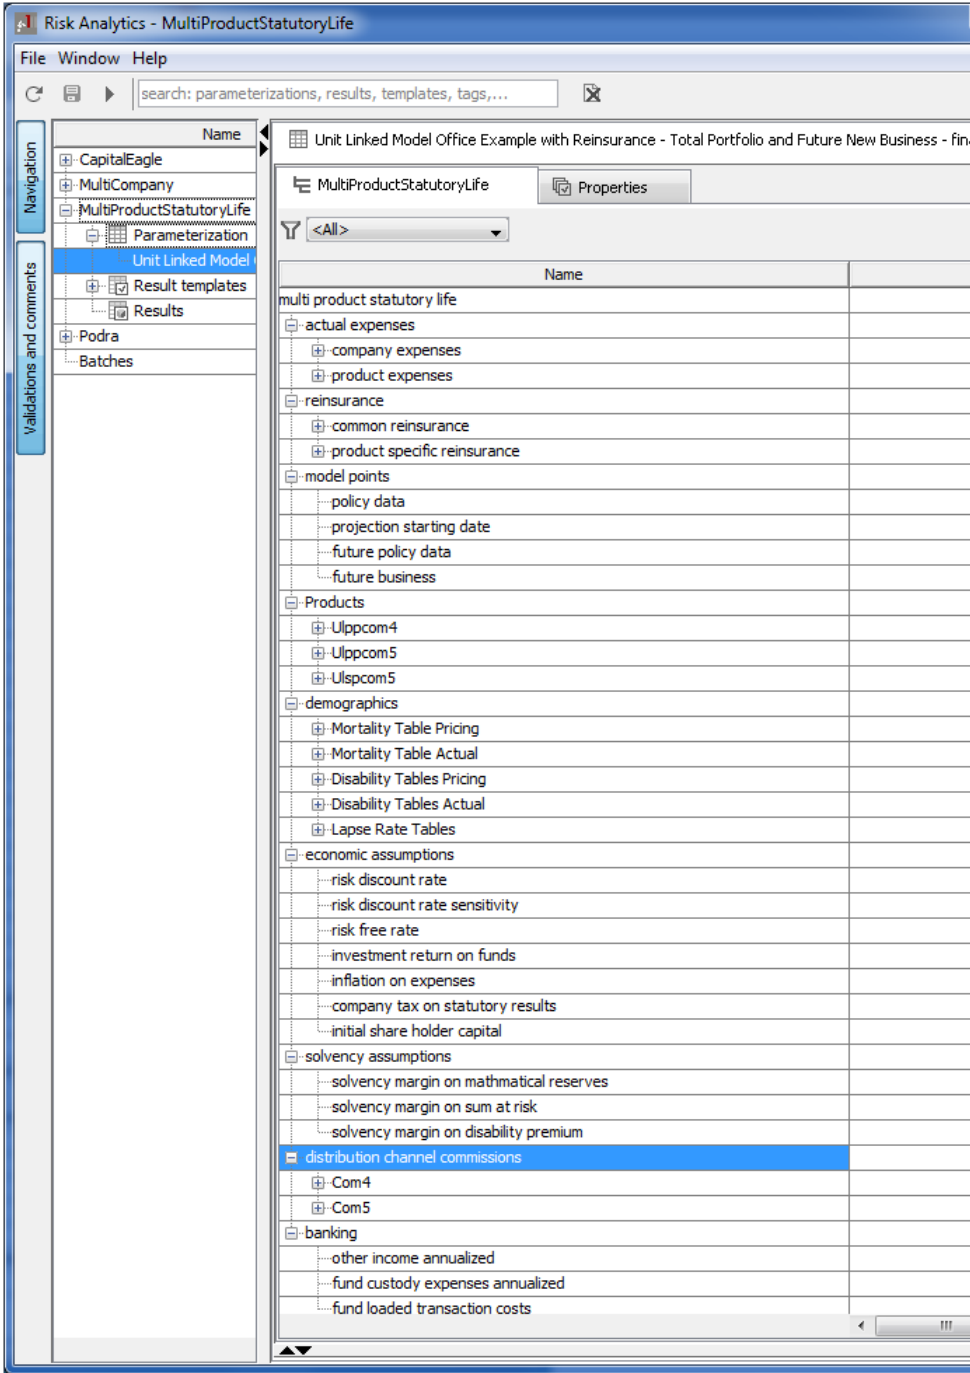 Risk Analytics - MultiProductStatutoryLife
File Window Help
search: parameterizations, results, templates, tags,...
Navigation
Validations and comments
Name
CapitalEagle
MultiCompany
MultiProductStatutoryLife
Parameterization
Unit Linked Model
Result templates
Results
Podra
Batches
Unit Linked Model Office Example with Reinsurance - Total Portfolio and Future New Business - fin
MultiProductStatutoryLife
Properties
<All>
Name
multi product statutory life
actual expenses
company expenses
product expenses
reinsurance
common reinsurance
product specific reinsurance
model points
policy data
projection starting date
future policy data
future business
Products
Ulppcom4
Ulppcom5
Ulspcom5
demographics
Mortality Table Pricing
Mortality Table Actual
Disability Tables Pricing
Disability Tables Actual
Lapse Rate Tables
economic assumptions
risk discount rate
risk discount rate sensitivity
risk free rate
investment return on funds
inflation on expenses
company tax on statutory results
initial share holder capital
solvency assumptions
solvency margin on mathmatical reserves
solvency margin on sum at risk
solvency margin on disability premium
distribution channel commissions
Com4
Com5
banking
other income annualized
fund custody expenses annualized
fund loaded transaction costs